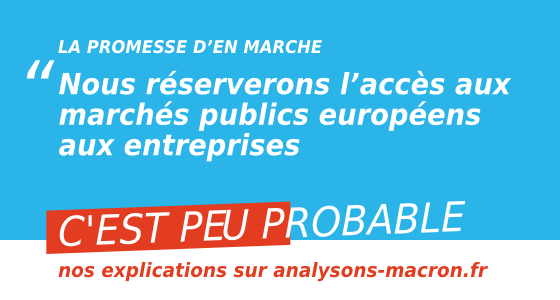 LA PROMESSE D’EN MARCHE
“Nous réserverons l’accès aux
marchés publics européens
aux entreprises
C'EST PEU PROBABLE
nos explications sur analysons-macron.fr